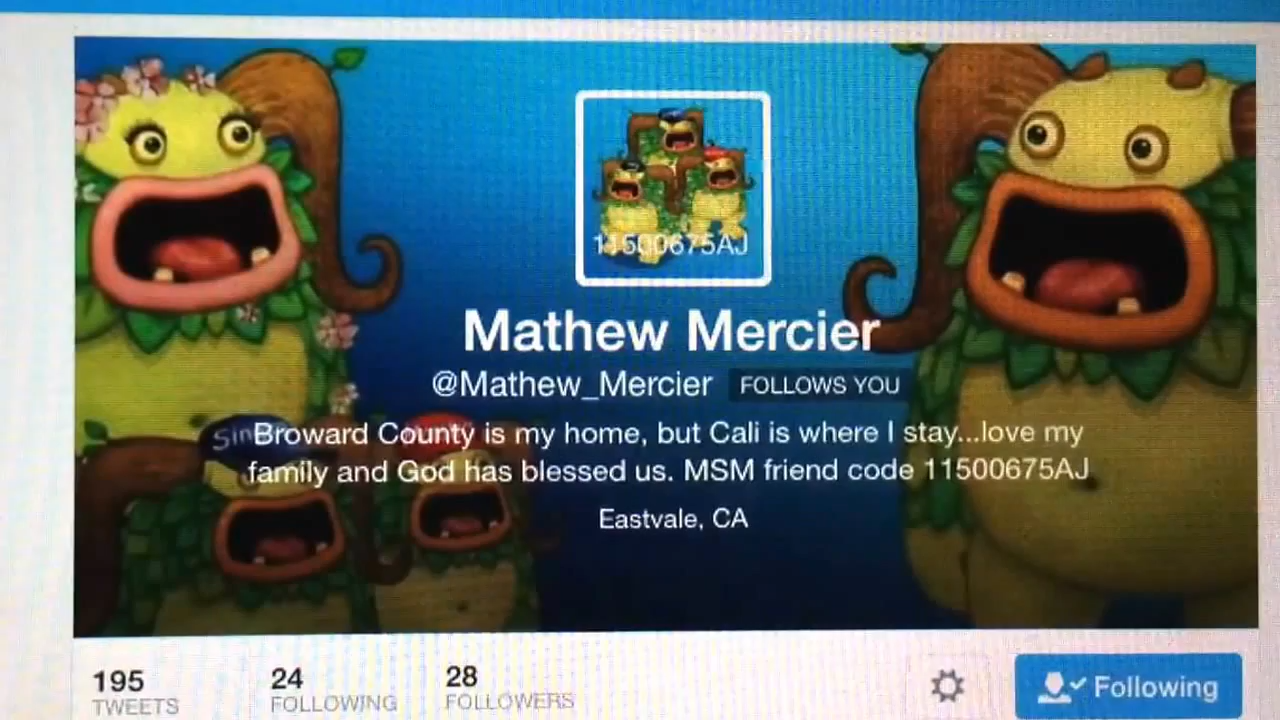 11500675AJ
Mathew Mercier
@Mathew_Mercier FOLLOWS YOU
Broward County is my home, but Cali is where I stay...love my
family and God has blessed us. MSM friend code 11500675AJ
Eastvale, CA
195 24 28
TWEETS FOLLOWING FOLLOWERS
Following